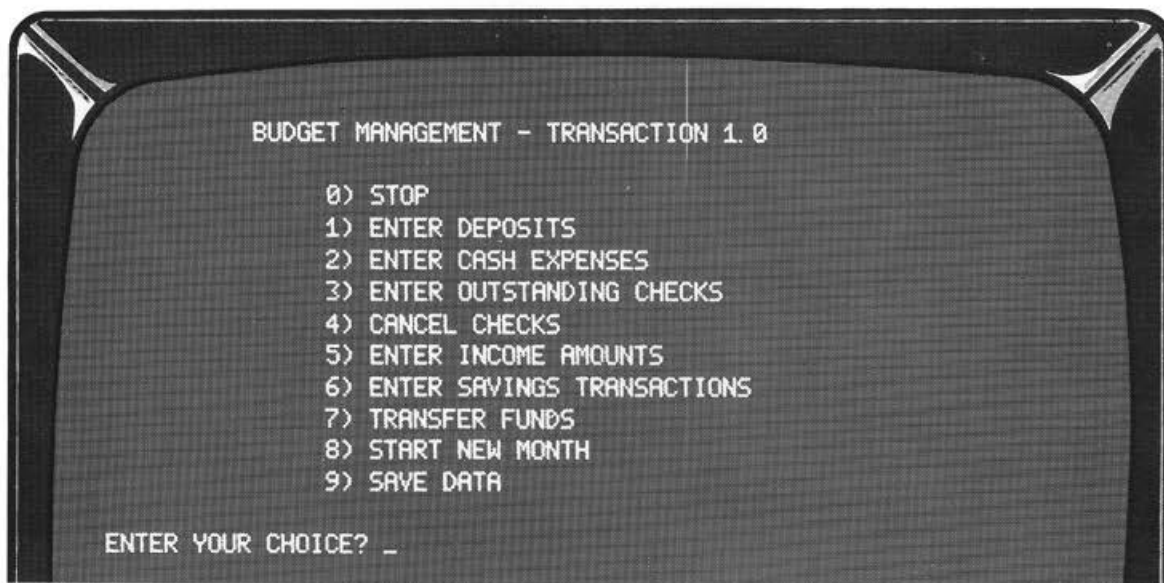 BUDGET MANAGEMENT - TRANSACTION 1.0
0) STOP
1) ENTER DEPOSITS
2) ENTER CASH EXPENSES
3) ENTER OUTSTANDING CHECKS
4) CANCEL CHECKS
5) ENTER INCOME AMOUNTS
6) ENTER SAVINGS TRANSACTIONS
7) TRANSFER FUNDS
8) START NEW MONTH
9) SAVE DATA
ENTER YOUR CHOICE? _